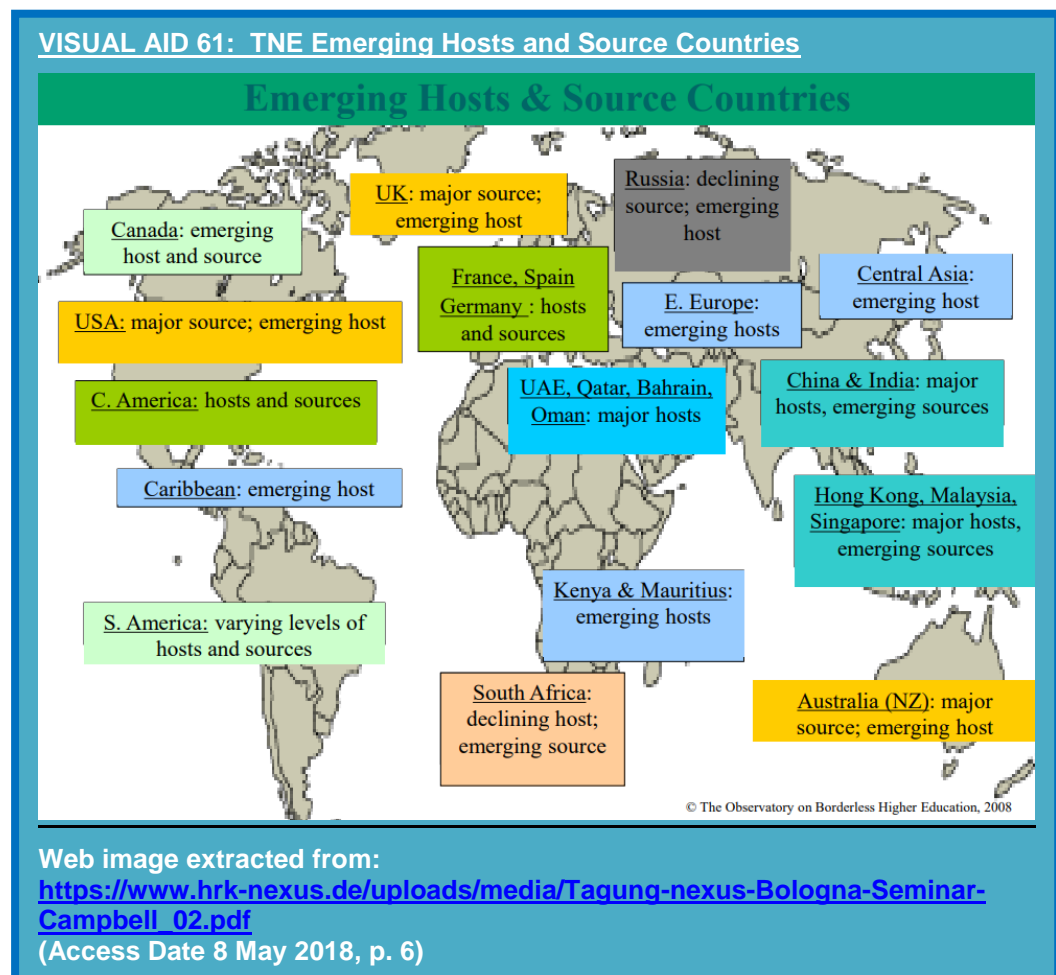 VISUAL AID 61:  TNE Emerging Hosts and Source Countries
Emerging Hosts & Source Countries
UK: major source;
emerging host
Russia: declining
source; emerging
host
Canada: emerging
host and source
France, Spain
Germany : hosts
and sources
Central Asia:
emerging host
E. Europe:
emerging hosts
USA: major source; emerging host
UAE, Qatar, Bahrain,
Oman: major hosts
China & India: major
hosts, emerging sources
C. America: hosts and sources
Caribbean: emerging host
Hong Kong, Malaysia,
Singapore: major hosts,
emerging sources
Kenya & Mauritius:
emerging hosts
S. America: varying levels of
hosts and sources
South Africa:
declining host;
emerging source
Australia (NZ): major
source; emerging host
© The Observatory on Borderless Higher Education, 2008
Web image extracted from:
https://www.hrk-nexus.de/uploads/media/Tagung-nexus-Bologna-Seminar-
Campbell_02.pdf
(Access Date 8 May 2018, p. 6)